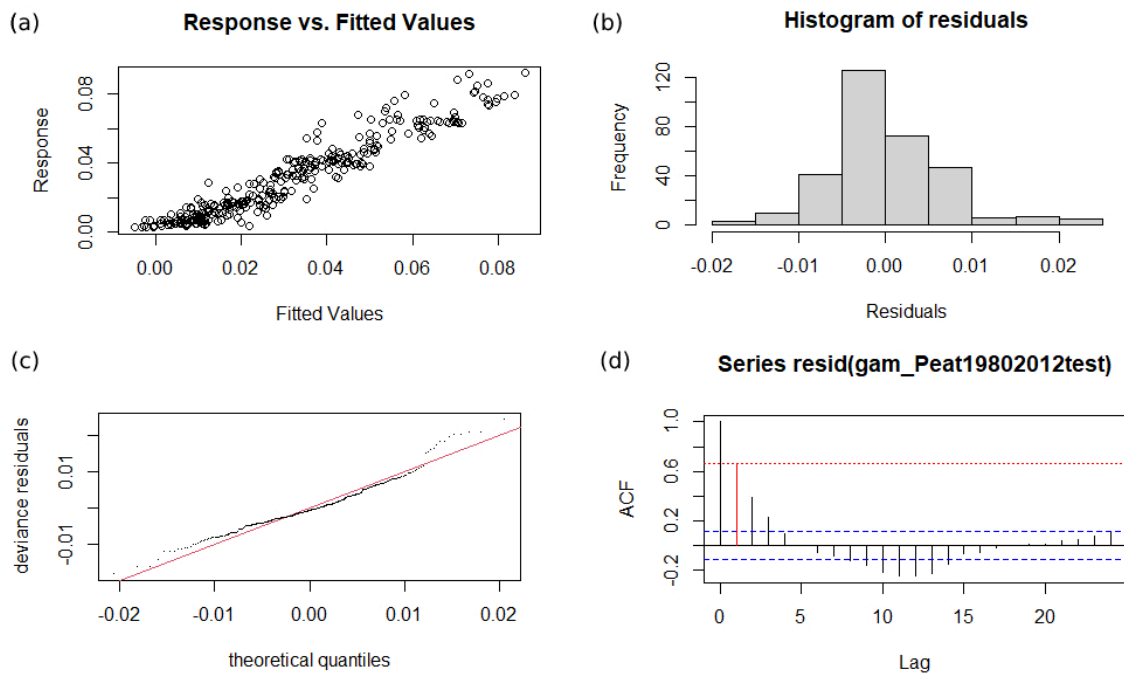 (a)
Response vs. Fitted Values
Response
0.00 0.04 0.08
0.00 0.02 0.04 0.06 0.08
Fitted Values
(b)
Histogram of residuals
Frequency
0 40 80 120
-0.02 -0.01 0.00 0.01 0.02
Residuals
(c)
deviance residuals
-0.01 0.01
-0.02 -0.01 0.00 0.01 0.02
theoretical quantiles
(d)
Series resid(gam_Peat19802012test)
ACF
-0.2 0.2 0.6 1.0
0 5 10 15 20
Lag